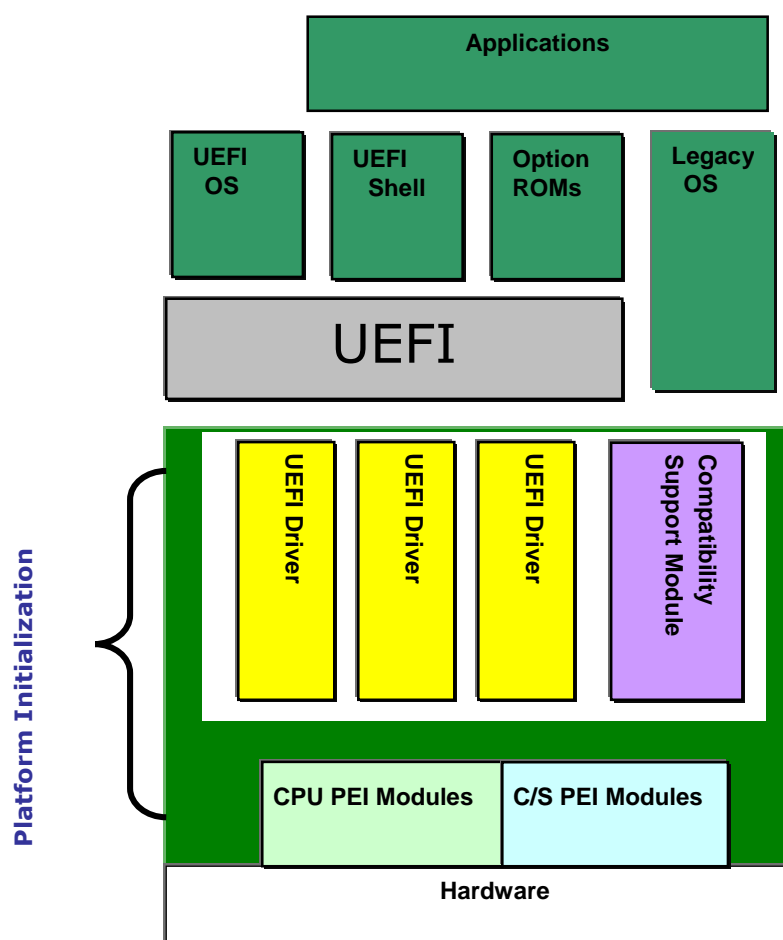 Applications
UEFI
OS
UEFI
Shell
Option
ROMs
Legacy
OS
UEFI
Platform Initialization
UEFI Driver
UEFI Driver
UEFI Driver
Compatibility
Support Module
CPU PEI Modules
C/S PEI Modules
Hardware